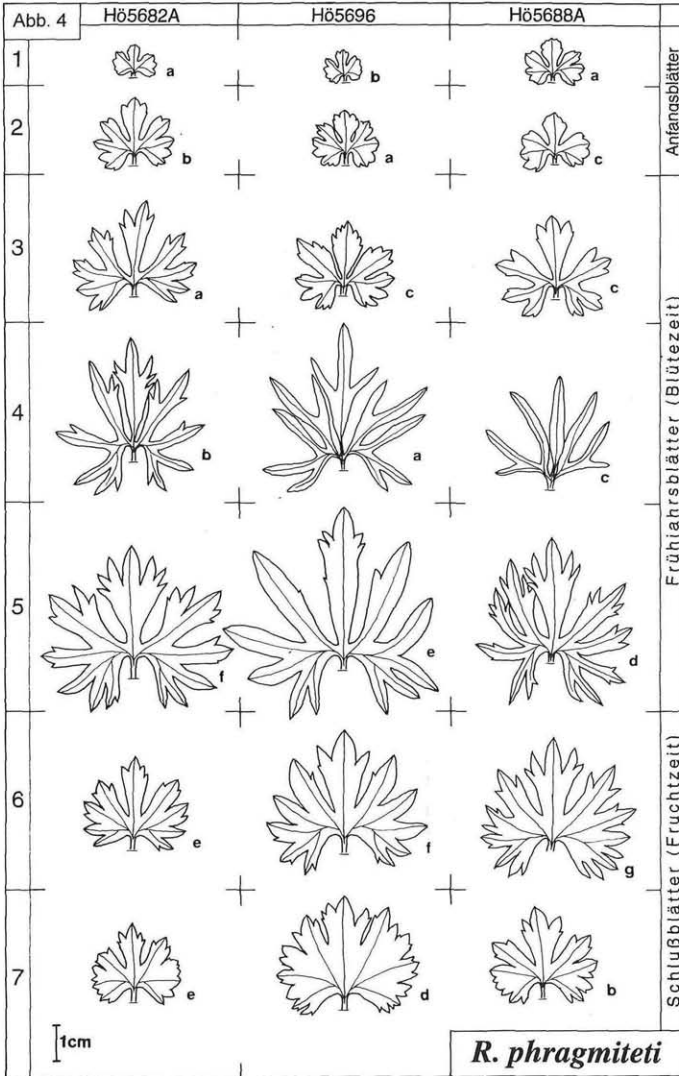 Abb. 4 Hö5682A Hö5696 Hö5688A
1 a b a
2 b a c
3 a c c
4 b a c
5 f e d
6 e f g
7 e d b
Anfangsblätter
Frühjahrsblätter (Blütezeit)
Schlußblätter (Fruchtzeit)
1cm
R. phragmiteti